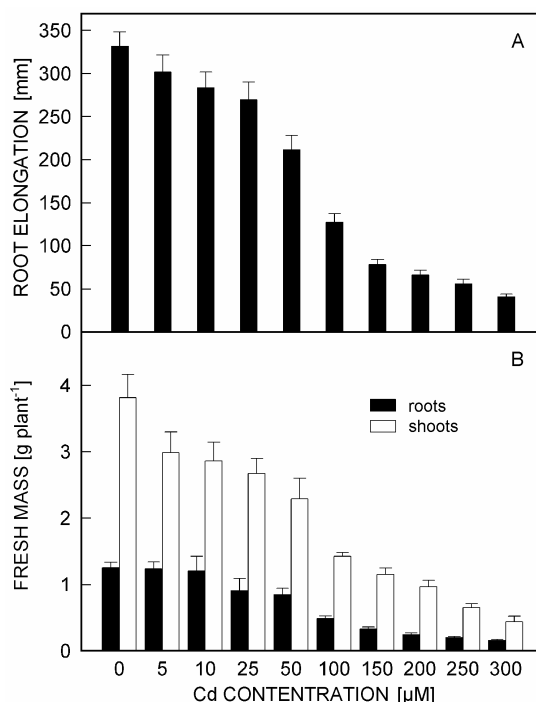 A
ROOT ELONGATION [mm]
350
300
250
200
150
100
50
0
B
FRESH MASS [g plant-1]
roots
shoots
4
3
2
1
0
0 5 10 25 50 100 150 200 250 300
Cd CONTENTRATION [µM]